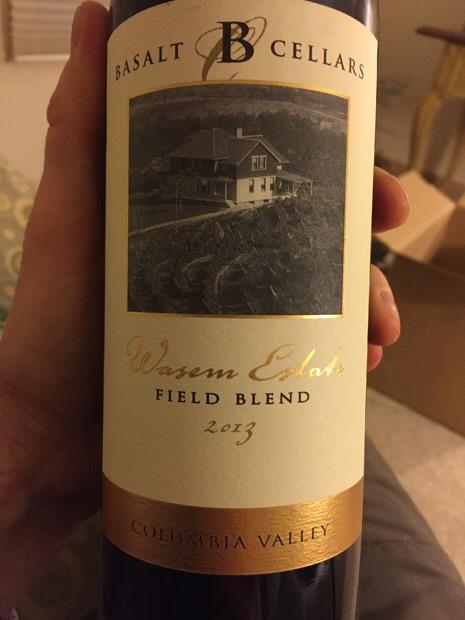 BASALT B CELLARS
Wasem Estate
FIELD BLEND
2013
COLUMBIA VALLEY